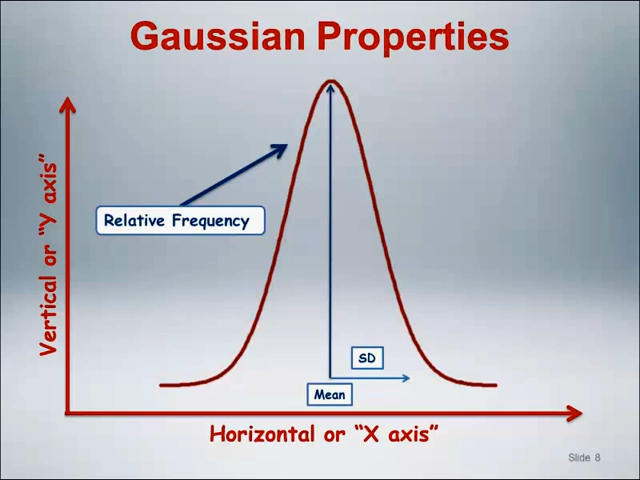 Gaussian Properties
Vertical or “Y axis”
Relative Frequency
SD
Mean
Horizontal or “X axis”
Slide 8